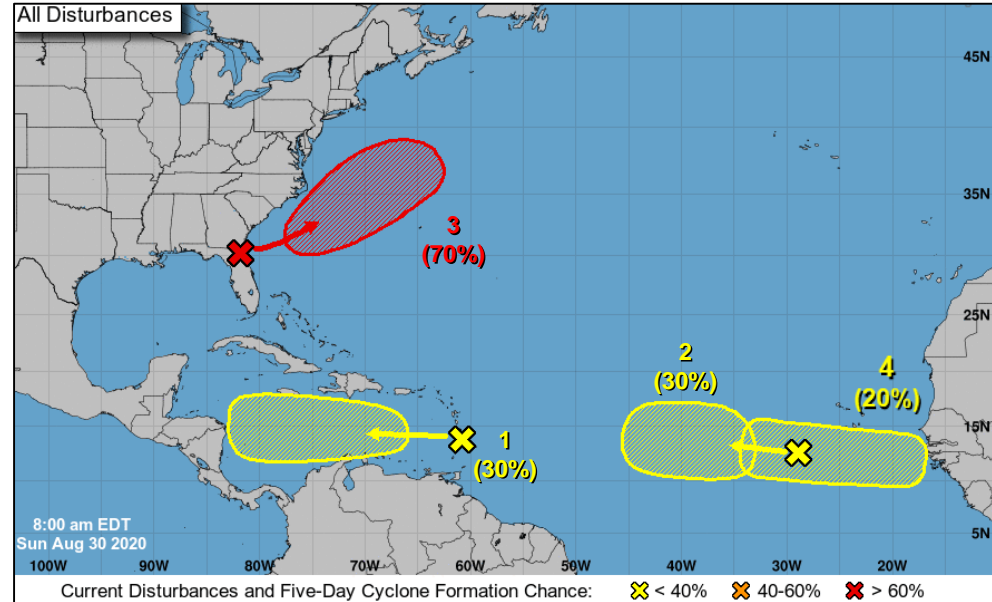 All Disturbances
45N
35N
3
(70%)
25N
2
(30%)
4
(20%)
15N
1
(30%)
8:00 am EDT
Sun Aug 30 2020
5N
100W 90W 80W 70W 60W 50W 40W 30W 20W 10W
Current Disturbances and Five-Day Cyclone Formation Chance: < 40% 40-60% > 60%